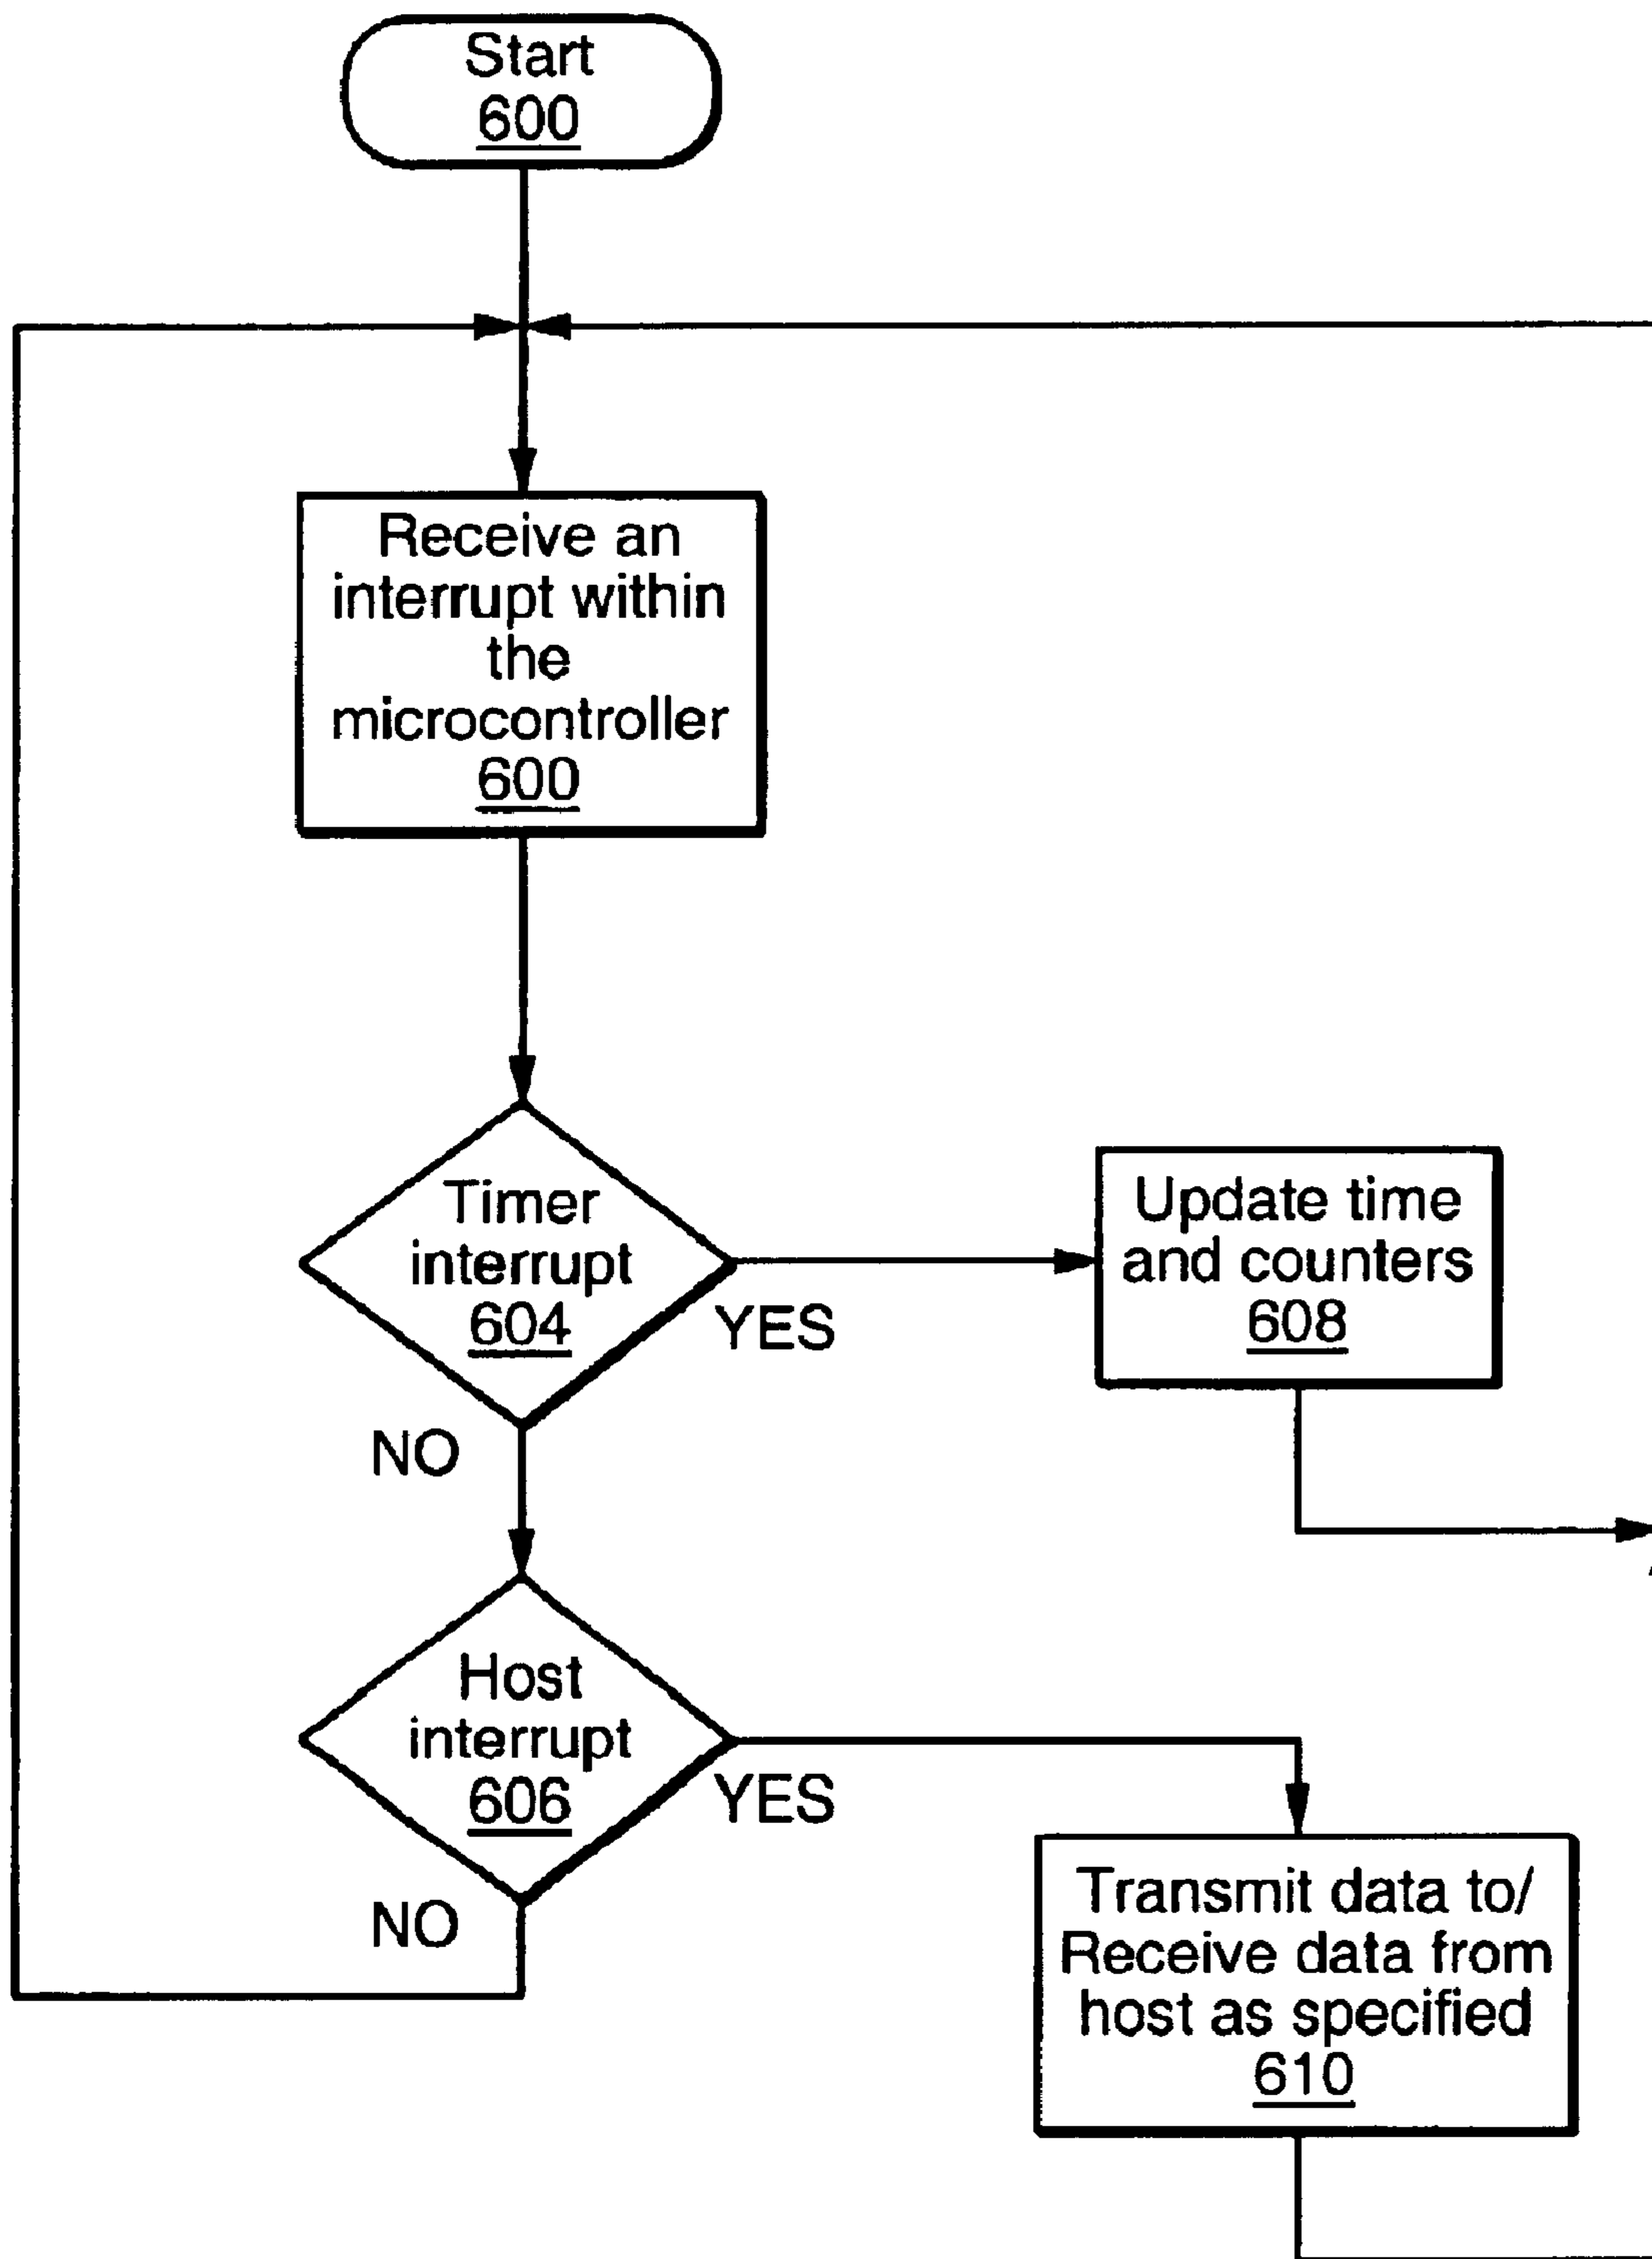 Start
600
Receive an
interrupt within
the
microcontroller
600
Timer
interrupt
604
YES
NO
Update time
and counters
608
Host
interrupt
606
YES
NO
Transmit data to/
Receive data from
host as specified
610